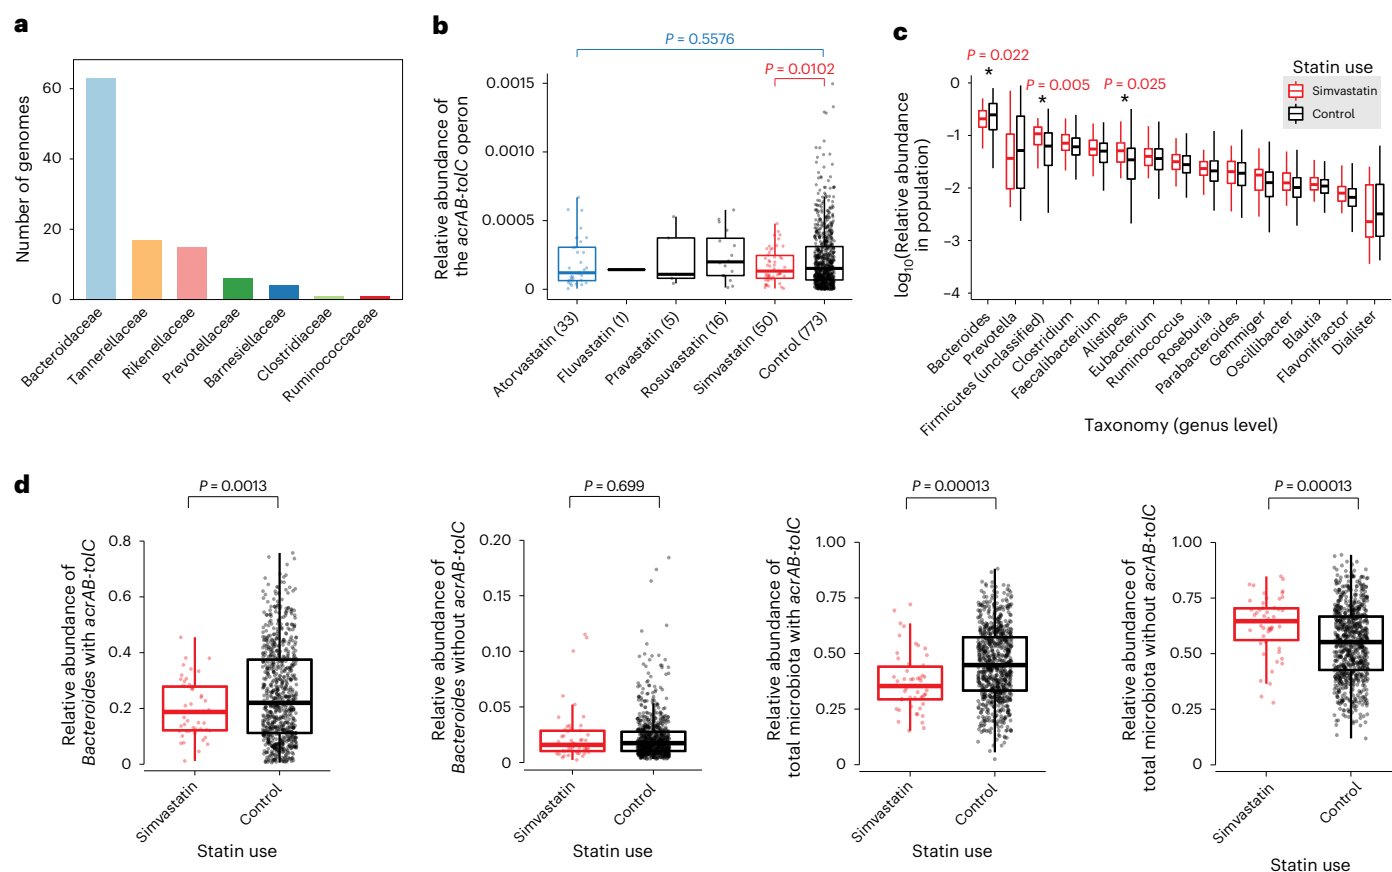 a
Number of genomes
60
40
20
0
Bacteroidaceae
Tannerellaceae
Rikenellaceae
Prevotellaceae
Barnesiellaceae
Clostridiaceae
Ruminococcaceae
b
P = 0.5576
P = 0.0102
Relative abundance of
the acrAB-tolC operon
0.0015
0.0010
0.0005
0
Atorvastatin (33)
Fluvastatin (1)
Pravastatin (5)
Rosuvastatin (16)
Simvastatin (50)
Control (773)
c
P = 0.022
*
P = 0.005
*
P = 0.025
*
Statin use
Simvastatin
Control
log10(Relative abundance
in population)
0
−1
−2
−3
−4
Bacteroides
Prevotella
Firmicutes (unclassified)
Clostridium
Faecalibacterium
Alistipes
Eubacterium
Ruminococcus
Roseburia
Parabacteroides
Gemmiger
Oscillibacter
Blautia
Flavonifractor
Dialister
Taxonomy (genus level)
d
P = 0.0013
Relative abundance of
Bacteroides with acrAB-tolC
0.8
0.6
0.4
0.2
0
Simvastatin
Control
Statin use
P = 0.699
Relative abundance of
Bacteroides without acrAB-tolC
0.20
0.15
0.10
0.05
0
Simvastatin
Control
Statin use
P = 0.00013
Relative abundance of
total microbiota with acrAB-tolC
1.00
0.75
0.50
0.25
0
Simvastatin
Control
Statin use
P = 0.00013
Relative abundance of
total microbiota without acrAB-tolC
1.00
0.75
0.50
0.25
0
Simvastatin
Control
Statin use